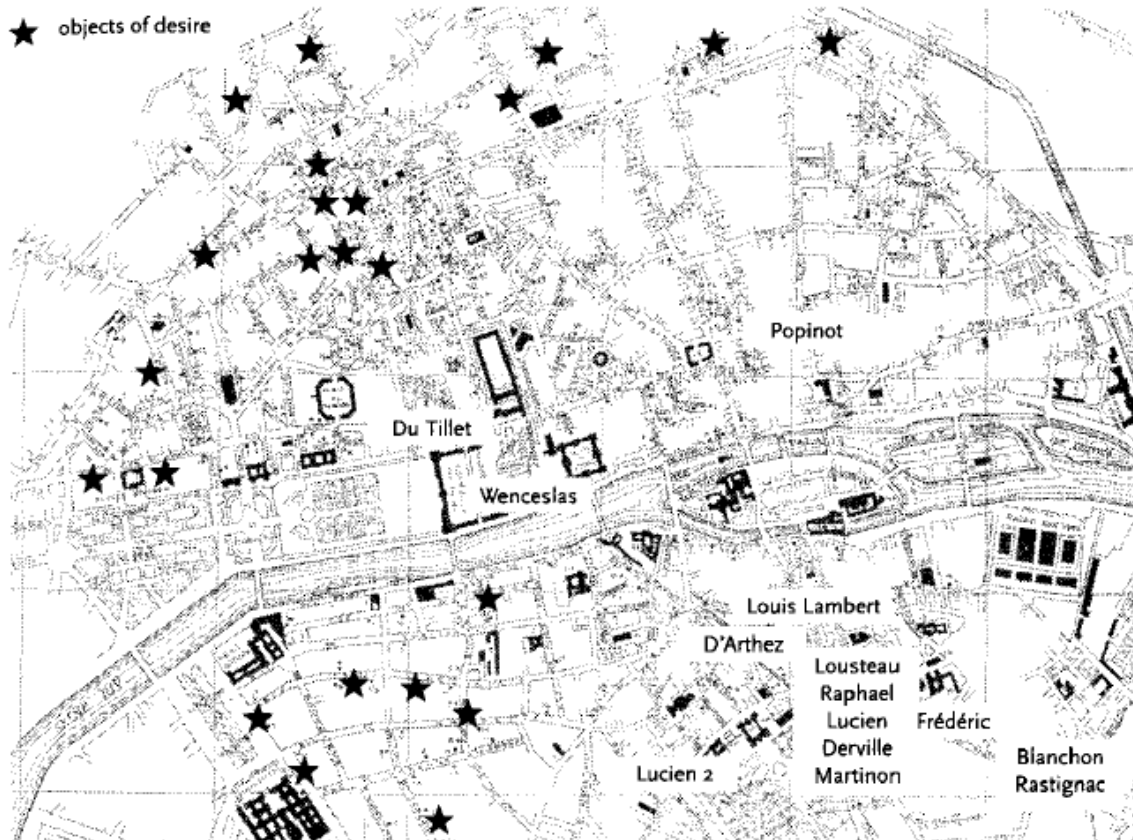 objects of desire
Popinot
Du Tillet
Wenceslas
Louis Lambert
D'Arthez
Lousteau
Raphael
Lucien
Derville
Martinon
Frédéric
Lucien 2
Blanchon
Rastignac